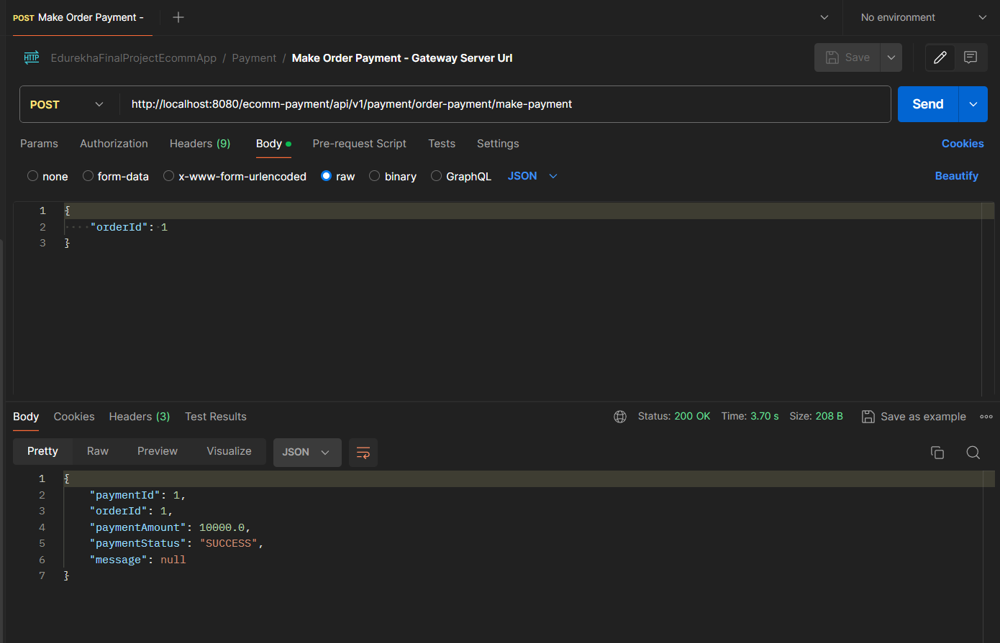 POST Make Order Payment -
No environment
HTTP EdurekhaFinalProjectEcommApp / Payment / Make Order Payment - Gateway Server Url
Save
POST http://localhost:8080/ecomm-payment/api/v1/payment/order-payment/make-payment
Send
Params Authorization Headers (9) Body Pre-request Script Tests Settings Cookies
none form-data x-www-form-urlencoded raw binary GraphQL JSON Beautify
1 {
2 ····"orderId":·1
3 }
Body Cookies Headers (3) Test Results Status: 200 OK Time: 3.70 s Size: 208 B Save as example
Pretty Raw Preview Visualize JSON
1 {
2 "paymentId": 1,
3 "orderId": 1,
4 "paymentAmount": 10000.0,
5 "paymentStatus": "SUCCESS",
6 "message": null
7 }